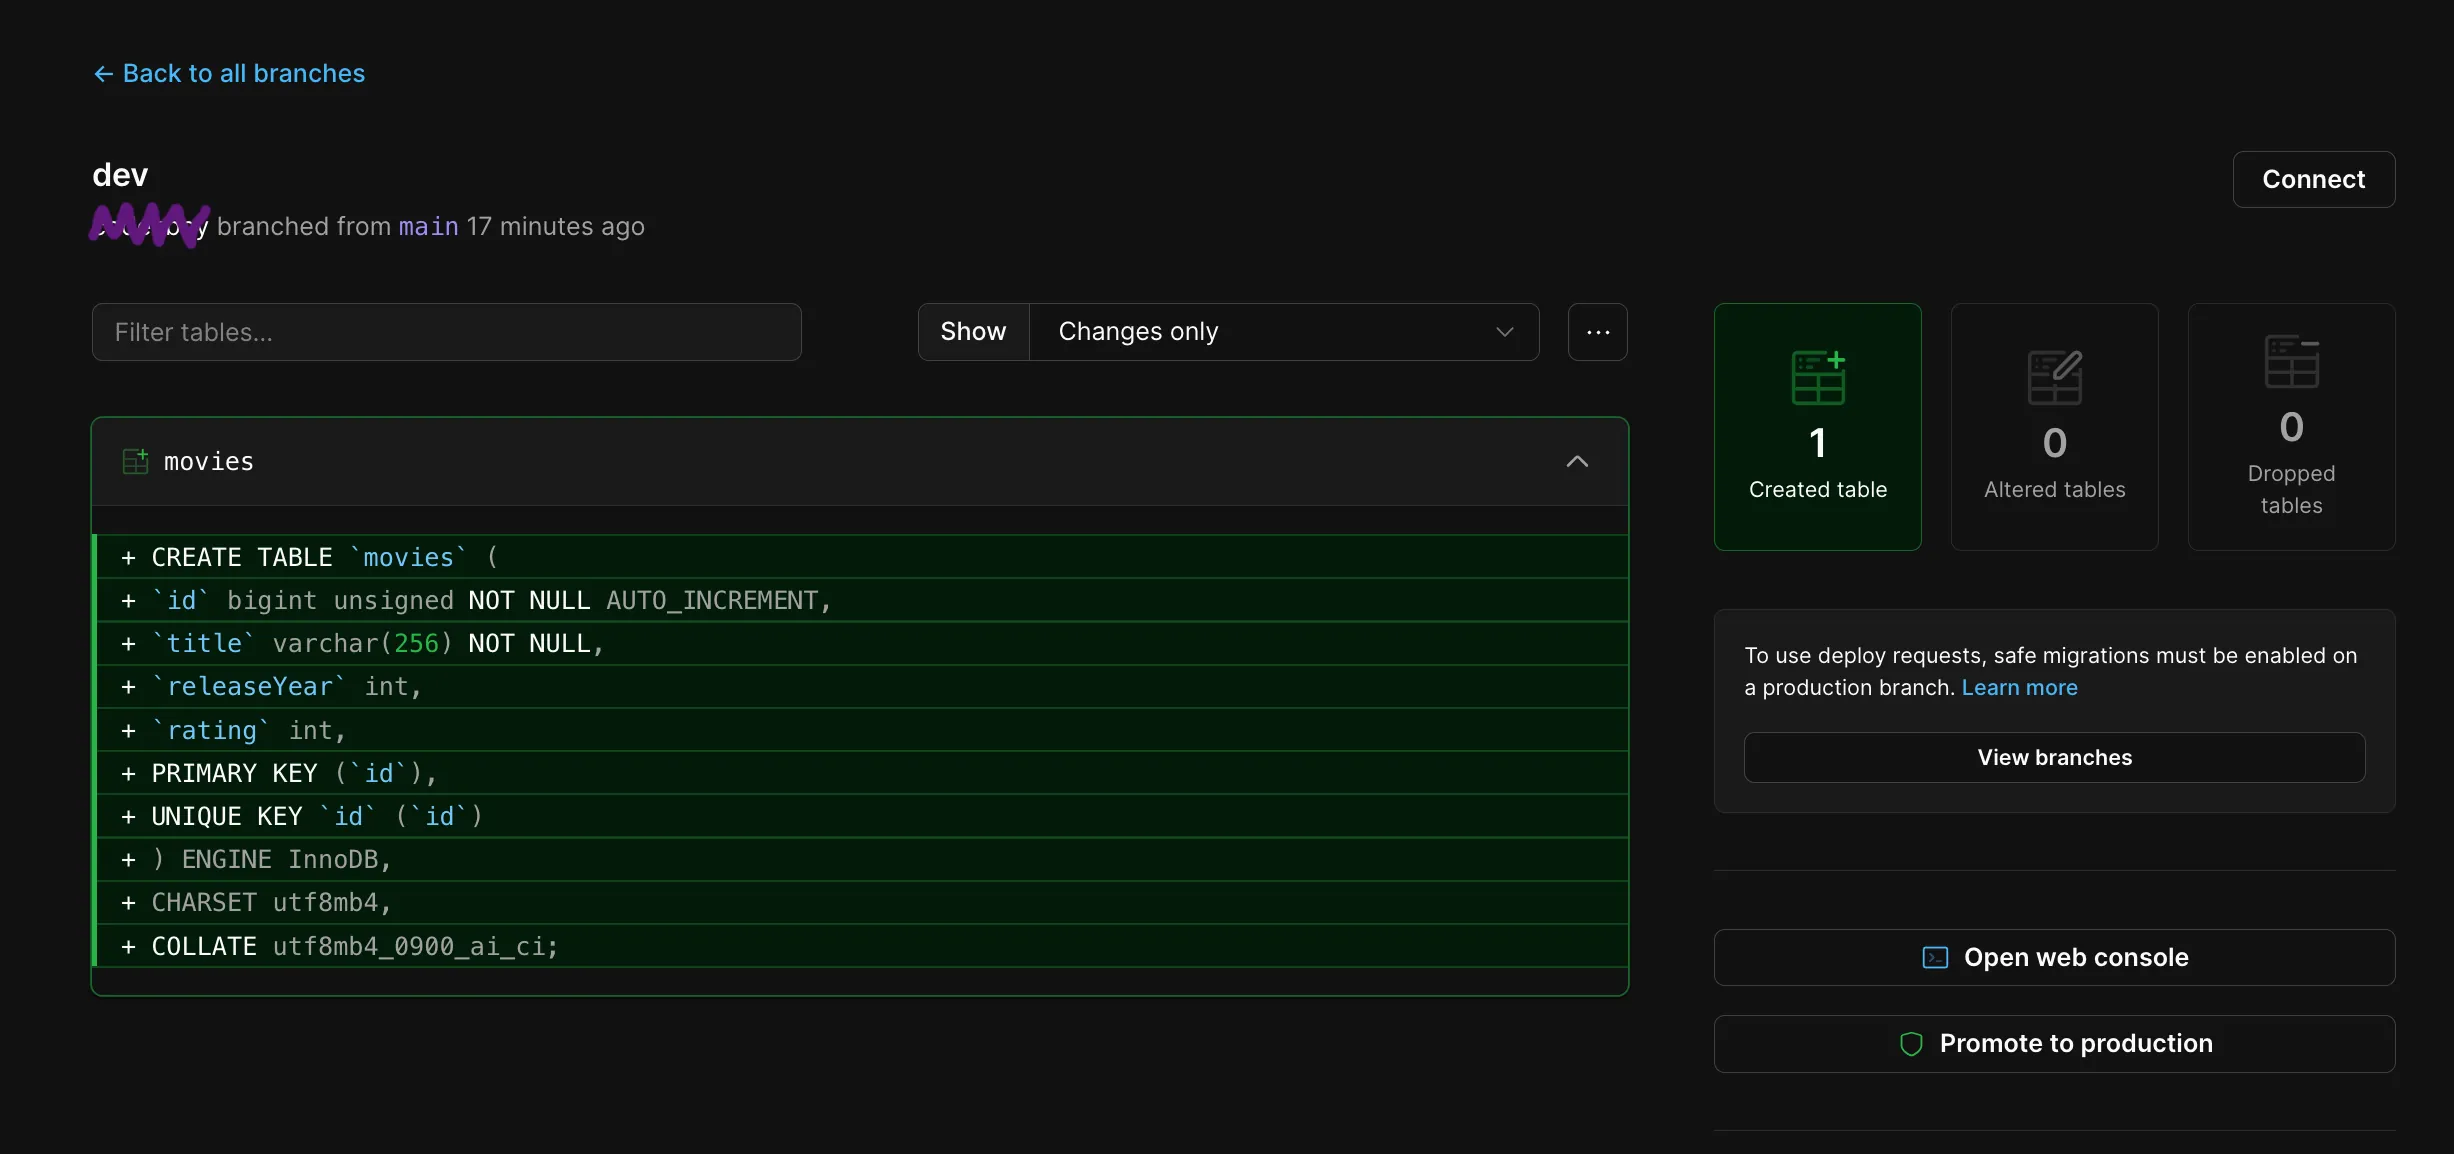 ← Back to all branches
dev
Connect
branched from main 17 minutes ago
Filter tables...
Show
Changes only
...
movies
+ CREATE TABLE `movies` (
+ `id` bigint unsigned NOT NULL AUTO_INCREMENT,
+ `title` varchar(256) NOT NULL,
+ `releaseYear` int,
+ `rating` int,
+ PRIMARY KEY (`id`),
+ UNIQUE KEY `id` (`id`)
+ ) ENGINE InnoDB,
+ CHARSET utf8mb4,
+ COLLATE utf8mb4_0900_ai_ci;
1
Created table
0
Altered tables
0
Dropped
tables
To use deploy requests, safe migrations must be enabled on
a production branch. Learn more
View branches
Open web console
Promote to production